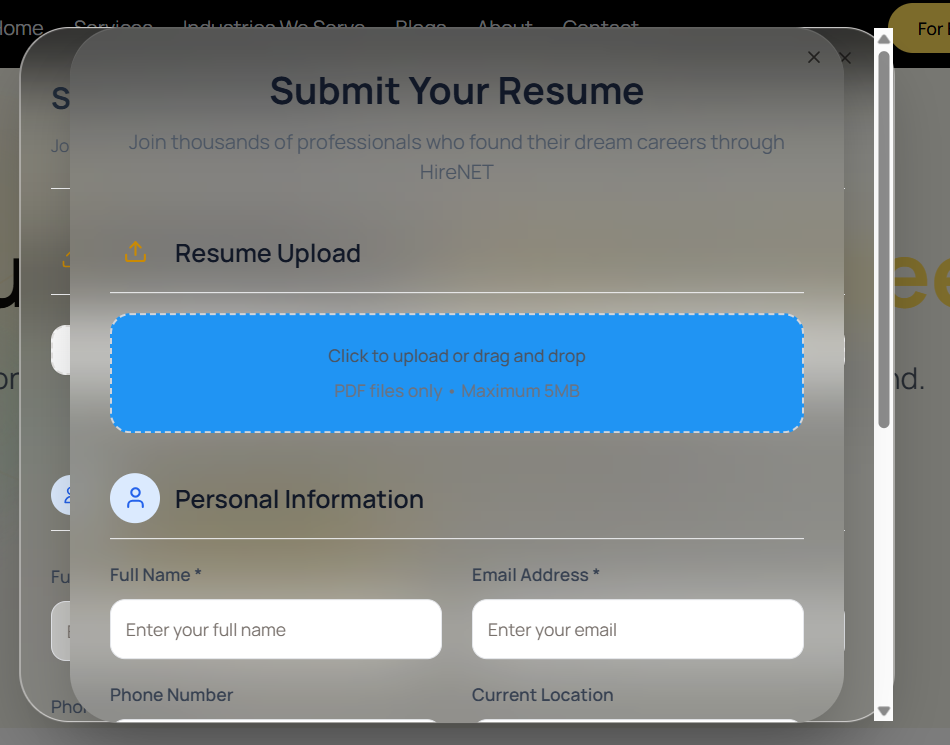 Home Services Industries We Serve Blogs About Contact
For
Submit Your Resume
Join thousands of professionals who found their dream careers through
HireNET
Resume Upload
Click to upload or drag and drop
PDF files only • Maximum 5MB
nd.
Personal Information
Full Name * Email Address *
Enter your full name Enter your email
Phone Number Current Location